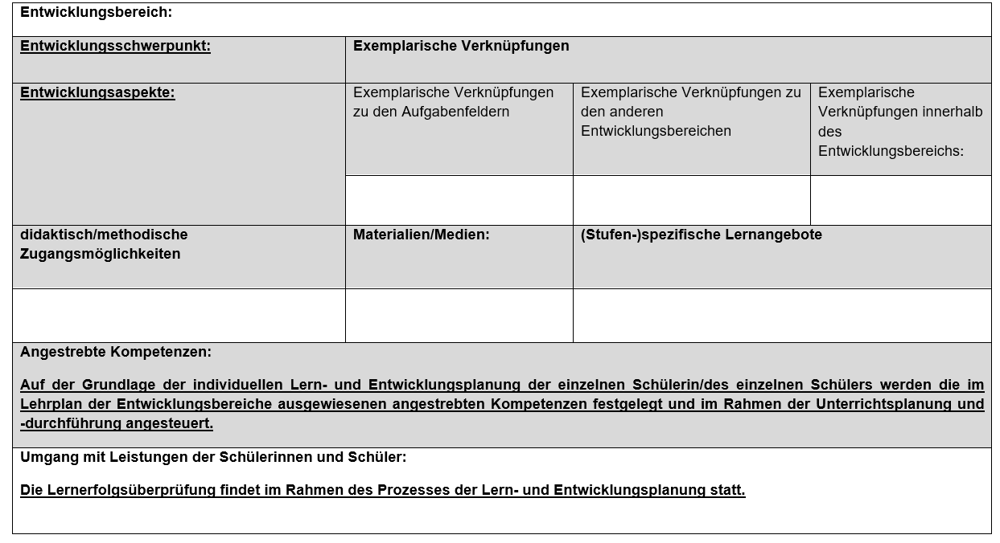 Entwicklungsbereich:
Entwicklungsschwerpunkt:
Exemplarische Verknüpfungen
Entwicklungsaspekte:
Exemplarische Verknüpfungen
zu den Aufgabenfeldern
Exemplarische Verknüpfungen zu
den anderen
Entwicklungsbereichen
Exemplarische
Verknüpfungen innerhalb
des
Entwicklungsbereichs:
didaktisch/methodische
Zugangsmöglichkeiten
Materialien/Medien:
(Stufen-)spezifische Lernangebote
Angestrebte Kompetenzen:
Auf der Grundlage der individuellen Lern- und Entwicklungsplanung der einzelnen Schülerin/des einzelnen Schülers werden die im
Lehrplan der Entwicklungsbereiche ausgewiesenen angestrebten Kompetenzen festgelegt und im Rahmen der Unterrichtsplanung und
-durchführung angesteuert.
Umgang mit Leistungen der Schülerinnen und Schüler:
Die Lernerfolgsüberprüfung findet im Rahmen des Prozesses der Lern- und Entwicklungsplanung statt.